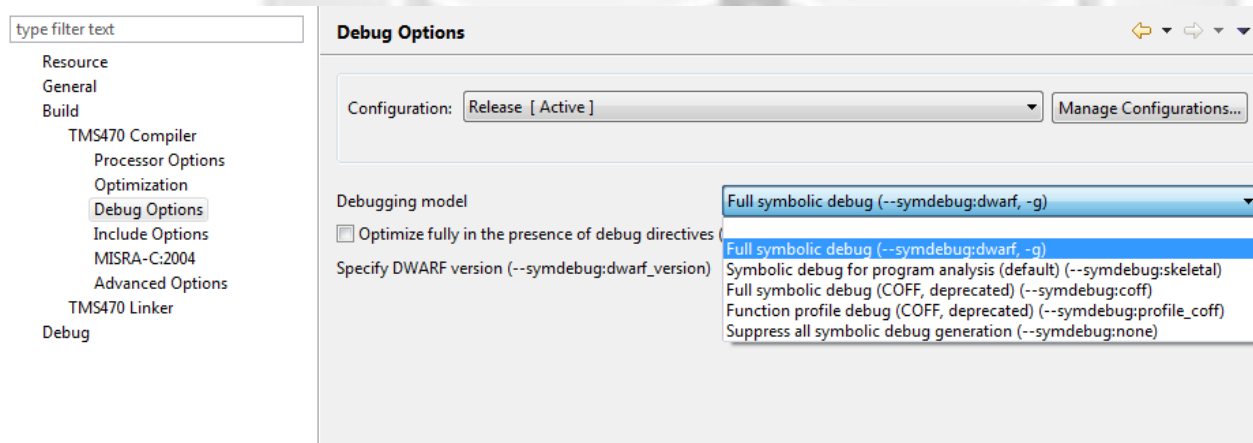 type filter text
Resource
General
Build
TMS470 Compiler
Processor Options
Optimization
Debug Options
Include Options
MISRA-C:2004
Advanced Options
TMS470 Linker
Debug
Debug Options
Configuration: Release [ Active ] Manage Configurations...
Debugging model Full symbolic debug (--symdebug:dwarf, -g)
Optimize fully in the presence of debug directives (
Specify DWARF version (--symdebug:dwarf_version)
Full symbolic debug (--symdebug:dwarf, -g)
Symbolic debug for program analysis (default) (--symdebug:skeletal)
Full symbolic debug (COFF, deprecated) (--symdebug:coff)
Function profile debug (COFF, deprecated) (--symdebug:profile_coff)
Suppress all symbolic debug generation (--symdebug:none)